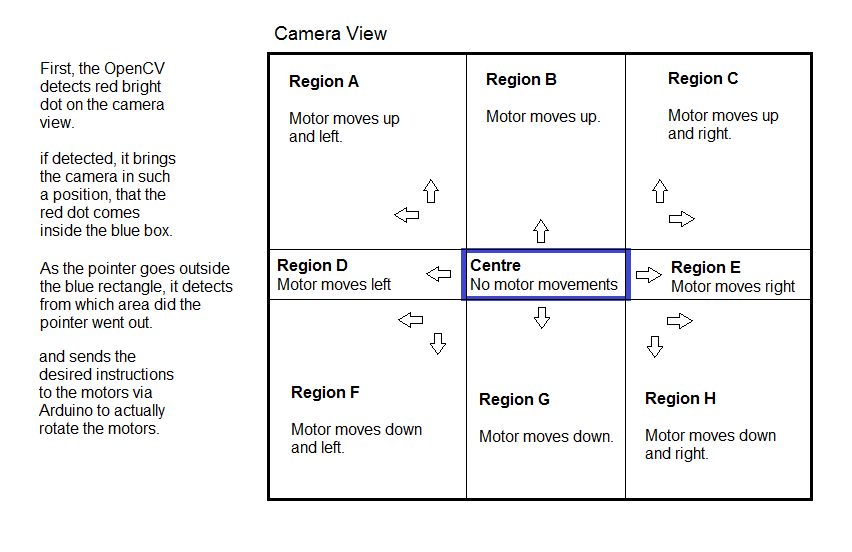 Camera View
First, the OpenCV
detects red bright
dot on the camera
view.
if detected, it brings
the camera in such
a position, that the
red dot comes
inside the blue box.
As the pointer goes outside
the blue rectangle, it detects
from which area did the
pointer went out.
and sends the
desired instructions
to the motors via
Arduino to actually
rotate the motors.
Region A
Motor moves up
and left.
Region B
Motor moves up.
Region C
Motor moves up
and right.
Region D
Motor moves left
Centre
No motor movements
Region E
Motor moves right
Region F
Motor moves down
and left.
Region G
Motor moves down.
Region H
Motor moves down
and right.